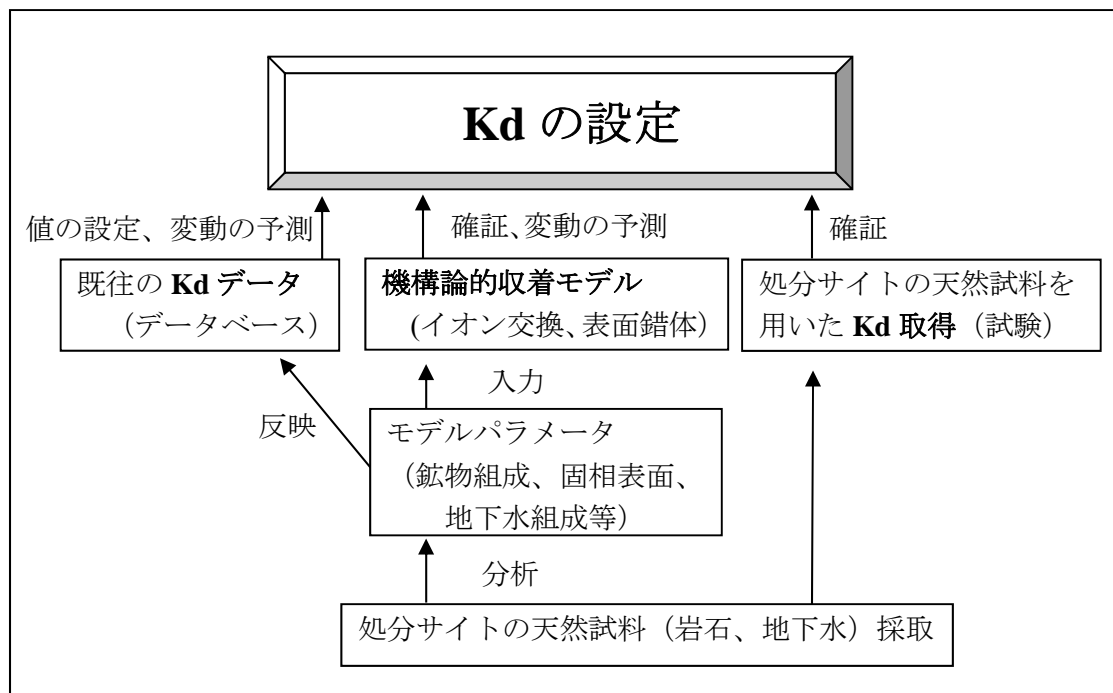 Kd の設定
値の設定、変動の予測
確証、変動の予測
確証
既往の Kd データ
（データベース）
機構論的収着モデル
(イオン交換、表面錯体）
処分サイトの天然試料を
用いた Kd 取得（試験）
反映
入力
モデルパラメータ
（鉱物組成、固相表面、
地下水組成等）
分析
処分サイトの天然試料（岩石、地下水）採取